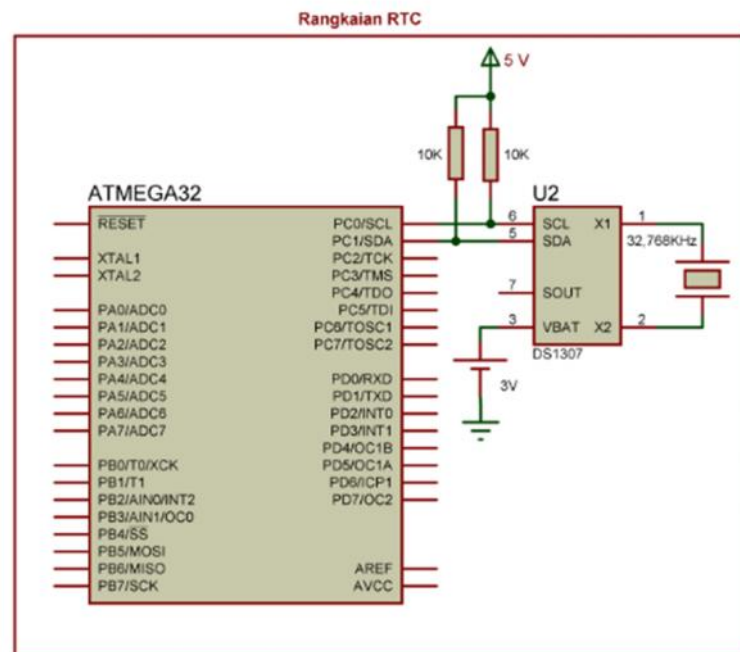 Rangkaian RTC
5 V
10K
10K
ATMEGA32
RESET
XTAL1
XTAL2
PA0/ADC0
PA1/ADC1
PA2/ADC2
PA3/ADC3
PA4/ADC4
PA5/ADC5
PA6/ADC6
PA7/ADC7
PB0/T0/XCK
PB1/T1
PB2/AIN0/INT2
PB3/AIN1/OC0
PB4/SS
PB5/MOSI
PB6/MISO
PB7/SCK
PC0/SCL
PC1/SDA
PC2/TCK
PC3/TMS
PC4/TDO
PC5/TDI
PC6/TOSC1
PC7/TOSC2
PD0/RXD
PD1/TXD
PD2/INT0
PD3/INT1
PD4/OC1B
PD5/OC1A
PD6/ICP1
PD7/OC2
AREF
AVCC
U2
6
5
7
3
SCL
SDA
SOUT
VBAT
X1
X2
1
2
32,768KHz
DS1307
3V